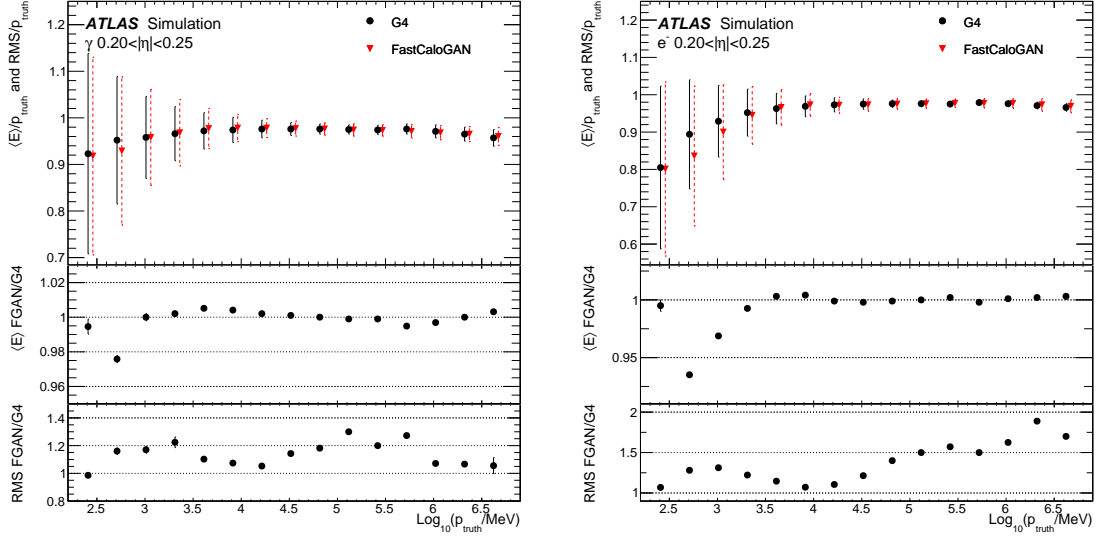 ATLAS Simulation
γ 0.20<|η|<0.25
G4
FastCaloGAN
⟨E⟩/p_truth and RMS/p_truth
1.2
1.1
1
0.9
0.8
0.7
⟨E⟩ FGAN/G4
1.02
1.00
0.98
0.96
RMS FGAN/G4
1.4
1.2
1.0
0.8
2.5 3 3.5 4 4.5 5 5.5 6 6.5
Log10(p_truth/MeV)
ATLAS Simulation
e- 0.20<|η|<0.25
G4
FastCaloGAN
⟨E⟩/p_truth and RMS/p_truth
1.2
1.1
1.0
0.9
0.8
0.7
0.6
⟨E⟩ FGAN/G4
1.00
0.95
RMS FGAN/G4
2
1.5
1
2.5 3 3.5 4 4.5 5 5.5 6 6.5
Log10(p_truth/MeV)